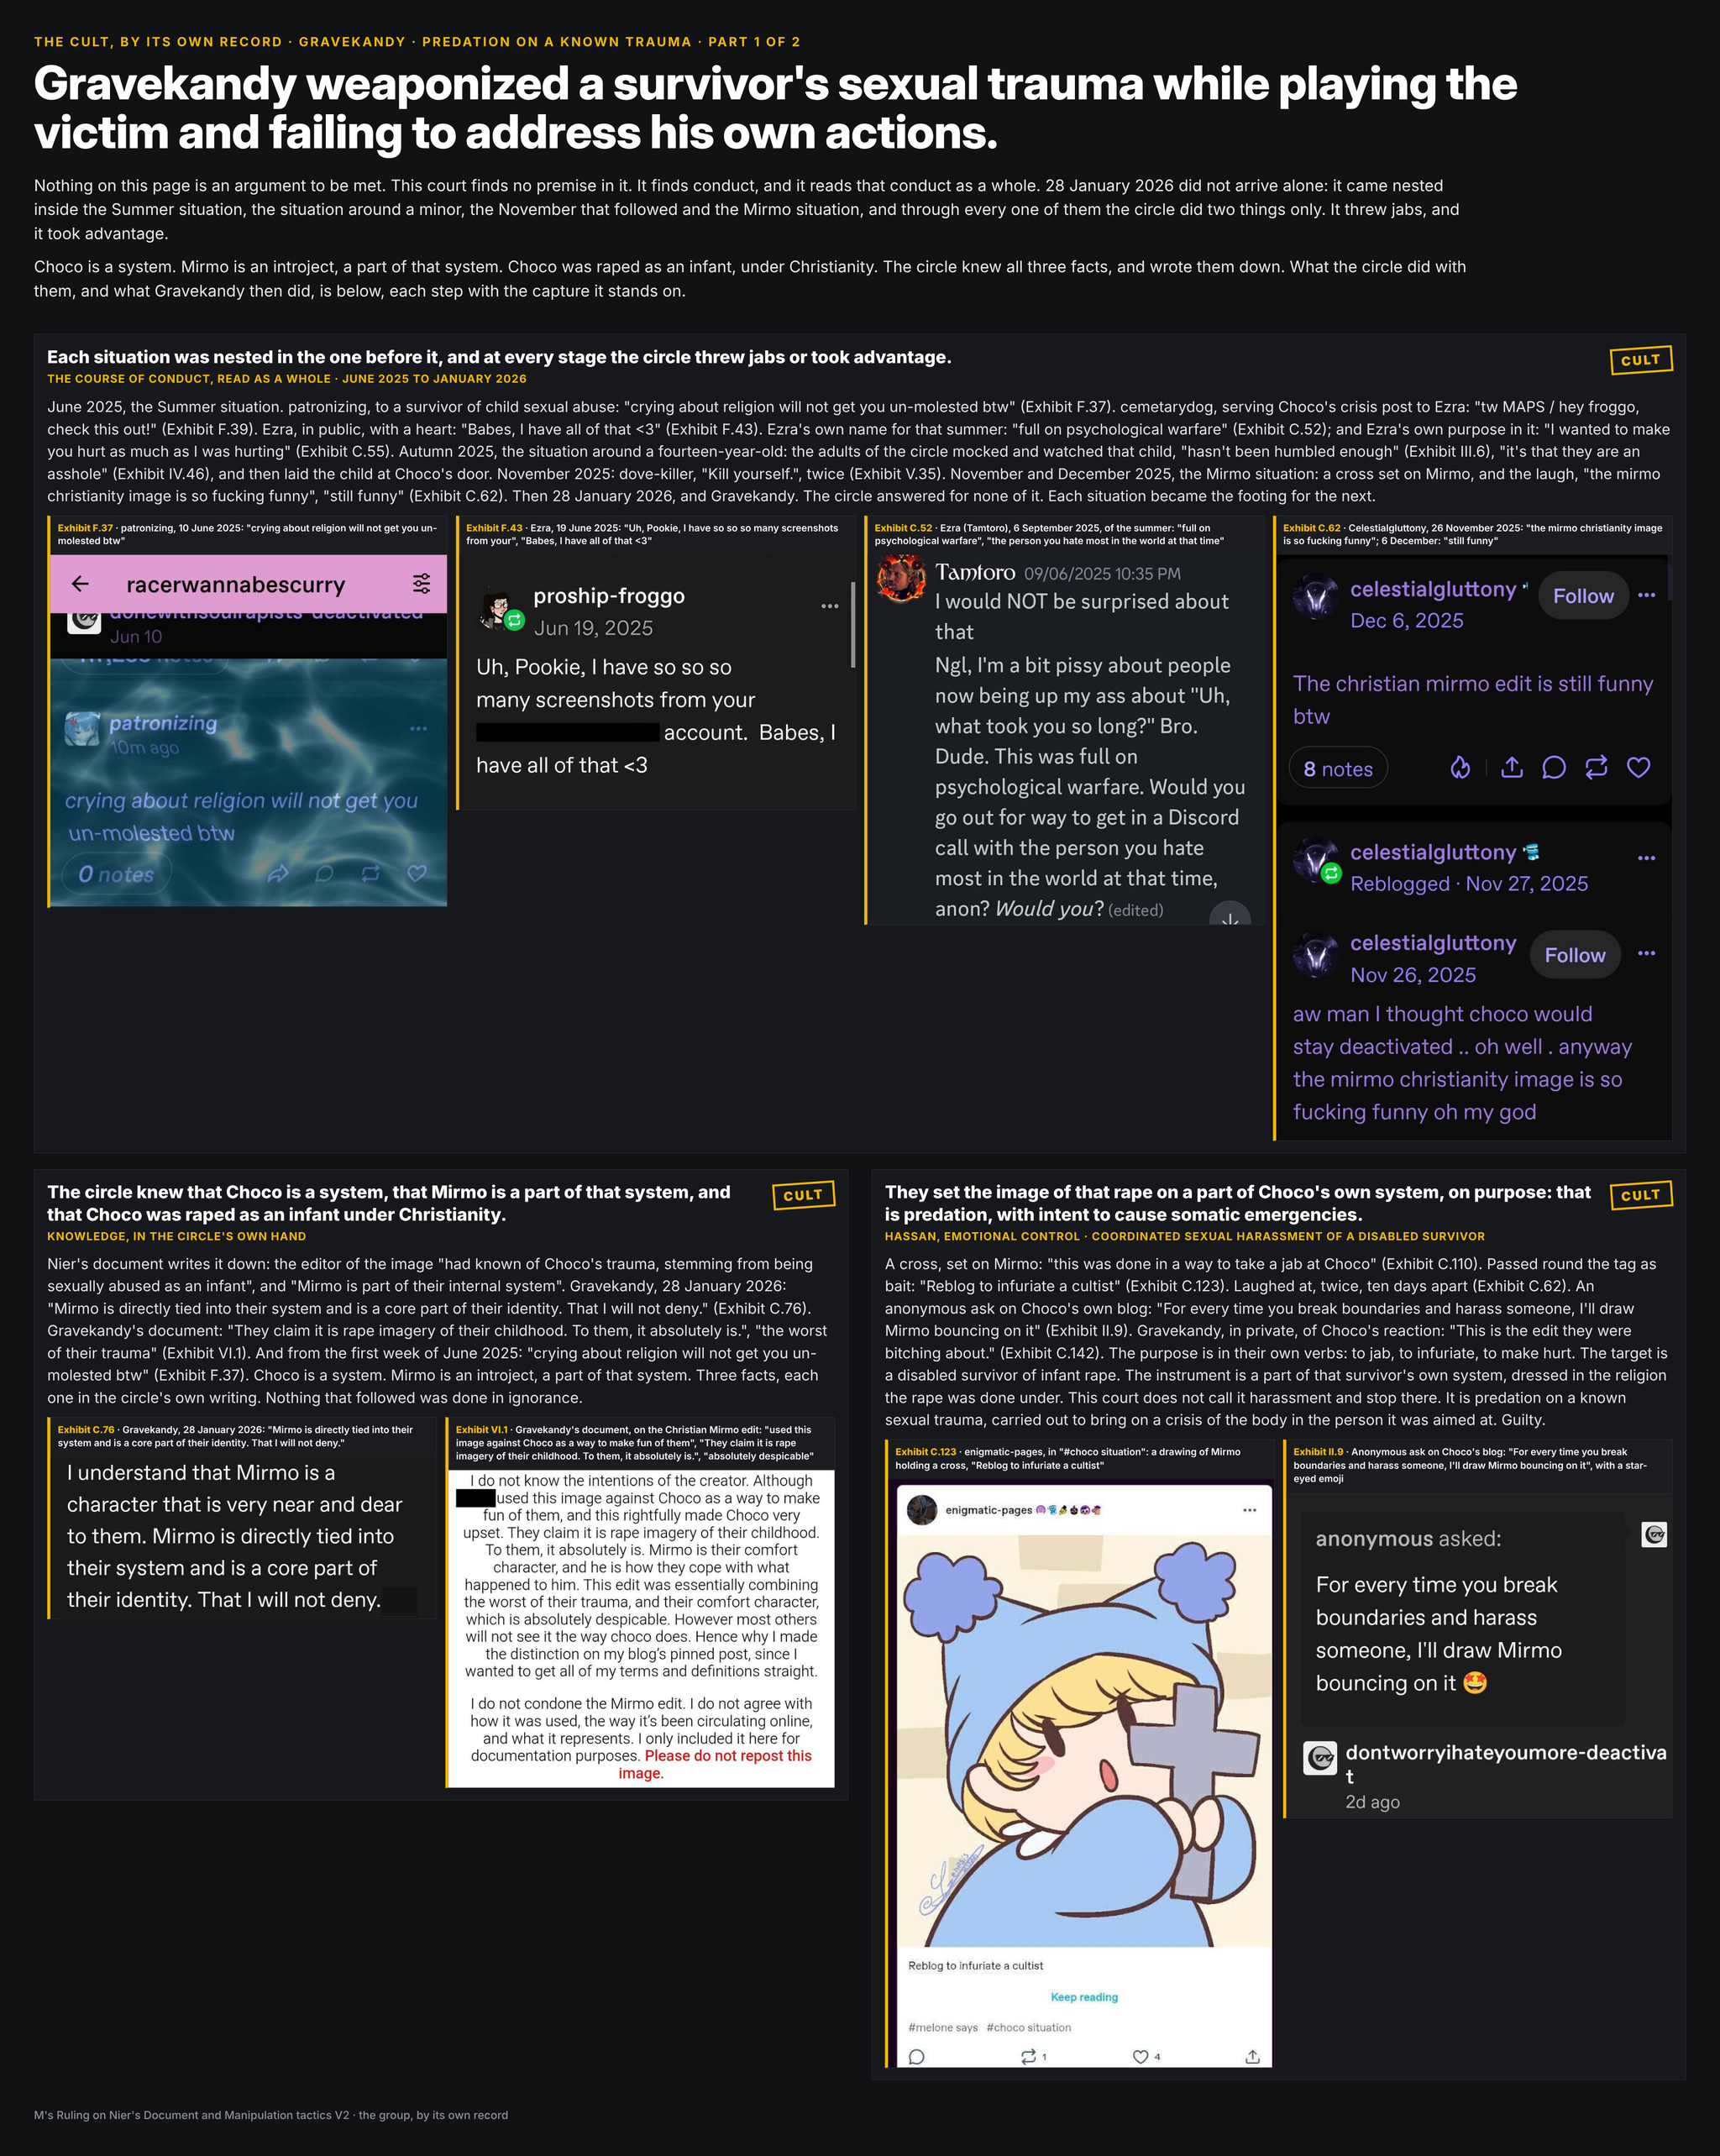 THE CULT, BY ITS OWN RECORD · GRAVEKANDY · PREDATION ON A KNOWN TRAUMA · PART 1 OF 2
Gravekandy weaponized a survivor's sexual trauma while playing the
victim and failing to address his own actions.
Nothing on this page is an argument to be met. This court finds no premise in it. It finds conduct, and it reads that conduct as a whole. 28 January 2026 did not arrive alone: it came nested
inside the Summer situation, the situation around a minor, the November that followed and the Mirmo situation, and through every one of them the circle did two things only. It threw jabs, and
it took advantage.
Choco is a system. Mirmo is an introject, a part of that system. Choco was raped as an infant, under Christianity. The circle knew all three facts, and wrote them down. What the circle did with
them, and what Gravekandy then did, is below, each step with the capture it stands on.
Each situation was nested in the one before it, and at every stage the circle threw jabs or took advantage.
CULT
THE COURSE OF CONDUCT, READ AS A WHOLE · JUNE 2025 TO JANUARY 2026
June 2025, the Summer situation. patronizing, to a survivor of child sexual abuse: "crying about religion will not get you un-molested btw" (Exhibit F.37). cemetarydog, serving Choco's crisis post to Ezra: "tw MAPS / hey froggo,
check this out!" (Exhibit F.39). Ezra, in public, with a heart: "Babes, I have all of that <3" (Exhibit F.43). Ezra's own name for that summer: "full on psychological warfare" (Exhibit C.52); and Ezra's own purpose in it: "I wanted to make
you hurt as much as I was hurting" (Exhibit C.55). Autumn 2025, the situation around a fourteen-year-old: the adults of the circle mocked and watched that child, "hasn't been humbled enough" (Exhibit III.6), "it's that they are an
asshole" (Exhibit IV.46), and then laid the child at Choco's door. November 2025: dove-killer, "Kill yourself.", twice (Exhibit V.35). November and December 2025, the Mirmo situation: a cross set on Mirmo, and the laugh, "the mirmo
christianity image is so fucking funny", "still funny" (Exhibit C.62). Then 28 January 2026, and Gravekandy. The circle answered for none of it. Each situation became the footing for the next.
Exhibit F.37 · patronizing, 10 June 2025: "crying about religion will not get you un-
molested btw"
racerwannabescurry
donewithsoulrapists-deactivated
Jun 10
patronizing
10m ago
crying about religion will not get you
un-molested btw
0 notes
Exhibit F.43 · Ezra, 19 June 2025: "Uh, Pookie, I have so so so many screenshots
from your", "Babes, I have all of that <3"
proship-froggo
Jun 19, 2025
Uh, Pookie, I have so so so
many screenshots from your
account. Babes, I
have all of that <3
Exhibit C.52 · Ezra (Tamtoro), 6 September 2025, of the summer: "full on
psychological warfare", "the person you hate most in the world at that time"
Tamtoro 09/06/2025 10:35 PM
I would NOT be surprised about
that
Ngl, I'm a bit pissy about people
now being up my ass about "Uh,
what took you so long?" Bro.
Dude. This was full on
psychological warfare. Would you
go out for way to get in a Discord
call with the person you hate
most in the world at that time,
anon? Would you? (edited)
Exhibit C.62 · Celestialgluttony, 26 November 2025: "the mirmo christianity image
is so fucking funny"; 6 December: "still funny"
celestialgluttony
Follow
Dec 6, 2025
The christian mirmo edit is still funny
btw
8 notes
celestialgluttony
Reblogged · Nov 27, 2025
celestialgluttony
Follow
Nov 26, 2025
aw man I thought choco would
stay deactivated .. oh well . anyway
the mirmo christianity image is so
fucking funny oh my god
The circle knew that Choco is a system, that Mirmo is a part of that system, and
that Choco was raped as an infant under Christianity.
CULT
KNOWLEDGE, IN THE CIRCLE'S OWN HAND
Nier's document writes it down: the editor of the image "had known of Choco's trauma, stemming from being
sexually abused as an infant", and "Mirmo is part of their internal system". Gravekandy, 28 January 2026:
"Mirmo is directly tied into their system and is a core part of their identity. That I will not deny." (Exhibit C.76).
Gravekandy's document: "They claim it is rape imagery of their childhood. To them, it absolutely is.", "the worst
of their trauma" (Exhibit VI.1). And from the first week of June 2025: "crying about religion will not get you un-
molested btw" (Exhibit F.37). Choco is a system. Mirmo is an introject, a part of that system. Three facts, each
one in the circle's own writing. Nothing that followed was done in ignorance.
Exhibit C.76 · Gravekandy, 28 January 2026: "Mirmo is directly tied into their
system and is a core part of their identity. That I will not deny."
I understand that Mirmo is a
character that is very near and dear
to them. Mirmo is directly tied into
their system and is a core part of
their identity. That I will not deny.
Exhibit VI.1 · Gravekandy's document, on the Christian Mirmo edit: "used this
image against Choco as a way to make fun of them", "They claim it is rape
imagery of their childhood. To them, it absolutely is.", "absolutely despicable"
I do not know the intentions of the creator. Although
used this image against Choco as a way to make
fun of them, and this rightfully made Choco very
upset. They claim it is rape imagery of their childhood.
To them, it absolutely is. Mirmo is their comfort
character, and he is how they cope with what
happened to him. This edit was essentially combining
the worst of their trauma, and their comfort character,
which is absolutely despicable. However most others
will not see it the way choco does. Hence why I made
the distinction on my blog's pinned post, since I
wanted to get all of my terms and definitions straight.
I do not condone the Mirmo edit. I do not agree with
how it was used, the way it's been circulating online,
and what it represents. I only included it here for
documentation purposes. Please do not repost this
image.
They set the image of that rape on a part of Choco's own system, on purpose: that
is predation, with intent to cause somatic emergencies.
CULT
HASSAN, EMOTIONAL CONTROL · COORDINATED SEXUAL HARASSMENT OF A DISABLED SURVIVOR
A cross, set on Mirmo: "this was done in a way to take a jab at Choco" (Exhibit C.110). Passed round the tag as
bait: "Reblog to infuriate a cultist" (Exhibit C.123). Laughed at, twice, ten days apart (Exhibit C.62). An
anonymous ask on Choco's own blog: "For every time you break boundaries and harass someone, I'll draw
Mirmo bouncing on it" (Exhibit II.9). Gravekandy, in private, of Choco's reaction: "This is the edit they were
bitching about." (Exhibit C.142). The purpose is in their own verbs: to jab, to infuriate, to make hurt. The target is
a disabled survivor of infant rape. The instrument is a part of that survivor's own system, dressed in the religion
the rape was done under. This court does not call it harassment and stop there. It is predation on a known
sexual trauma, carried out to bring on a crisis of the body in the person it was aimed at. Guilty.
Exhibit C.123 · enigmatic-pages, in "#choco situation": a drawing of Mirmo
holding a cross, "Reblog to infuriate a cultist"
enigmatic-pages
Reblog to infuriate a cultist
Keep reading
#melone says #choco situation
1
4
Exhibit II.9 · Anonymous ask on Choco's blog: "For every time you break
boundaries and harass someone, I'll draw Mirmo bouncing on it", with a star-
eyed emoji
anonymous asked:
For every time you break
boundaries and harass
someone, I'll draw Mirmo
bouncing on it 🤩
dontworryihateyoumore-deactiva
t
2d ago
M's Ruling on Nier's Document and Manipulation tactics V2 · the group, by its own record